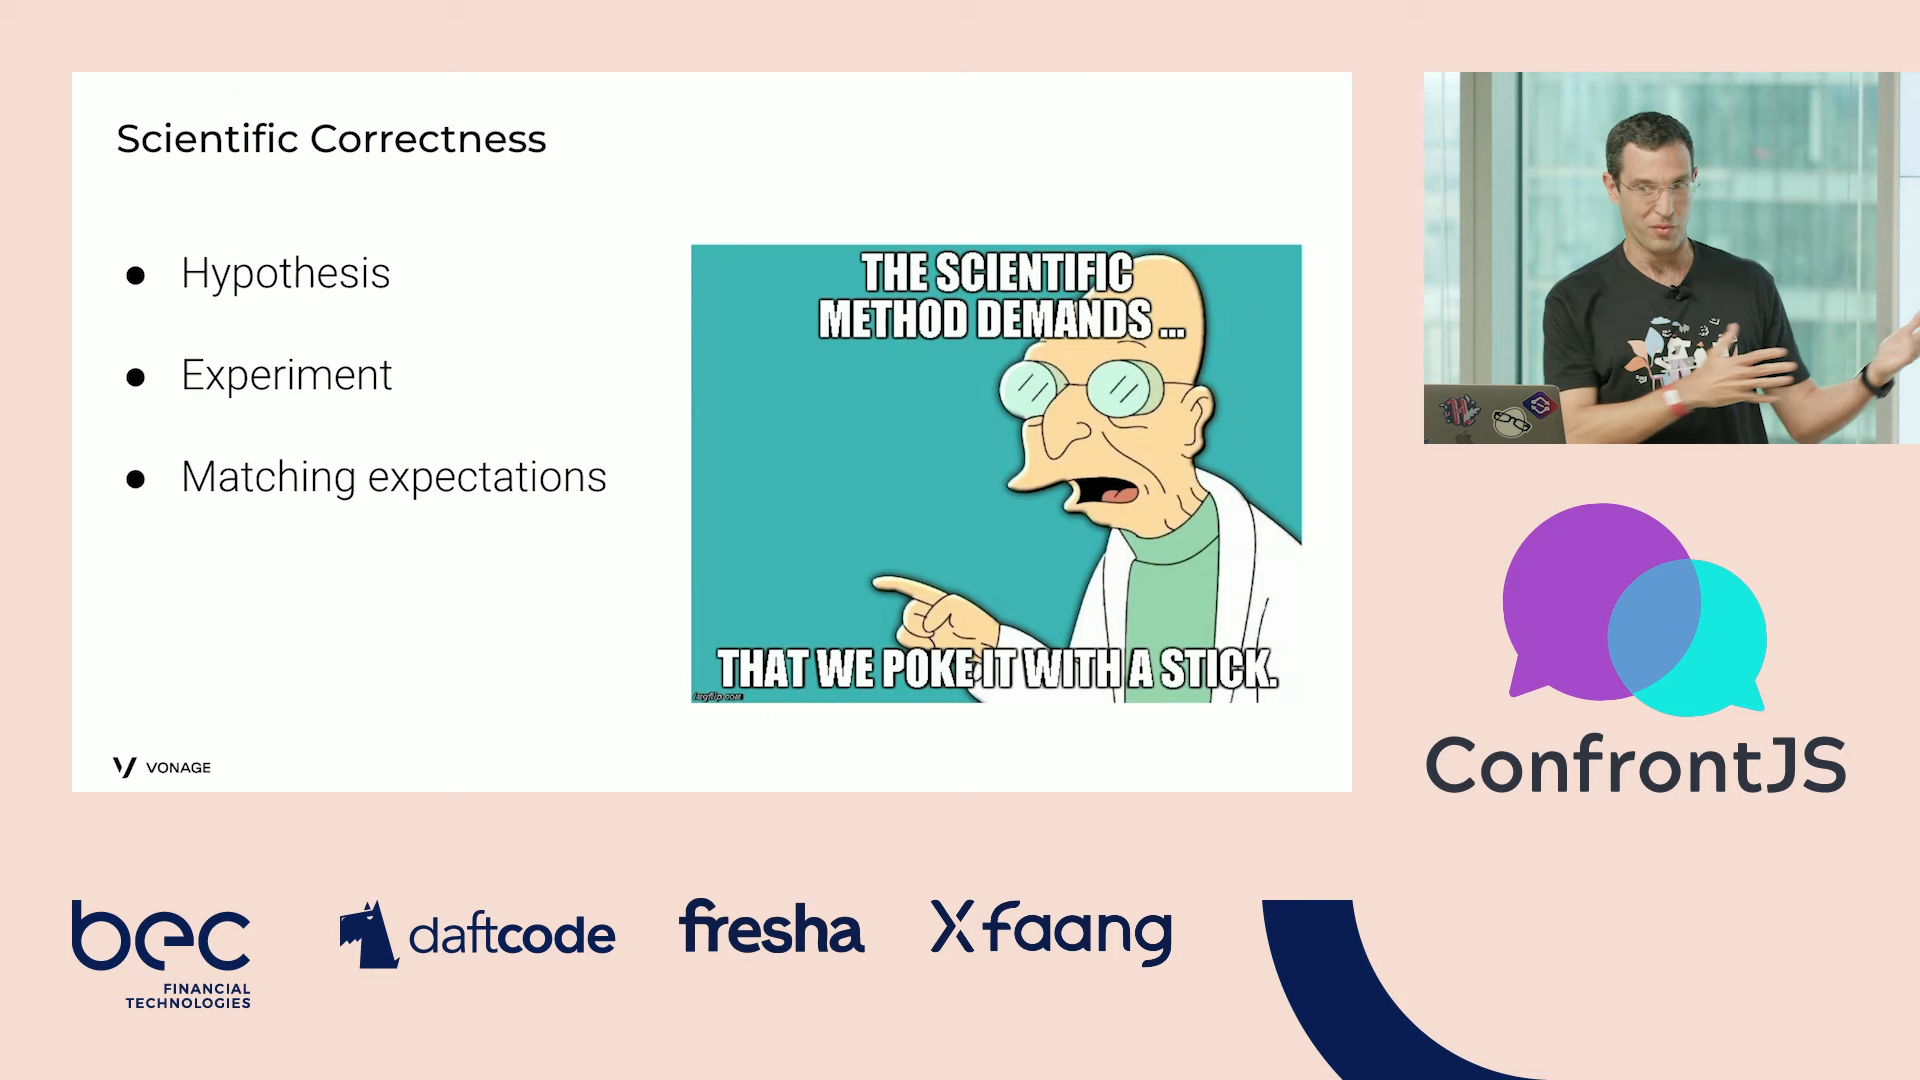 Scientific Correctness
● Hypothesis
● Experiment
● Matching expectations
THE SCIENTIFIC
METHOD DEMANDS ...
THAT WE POKE IT WITH A STICK.
imgflip.com
VONAGE
ConfrontJS
bec
FINANCIAL
TECHNOLOGIES
daftcode
fresha
Xfaang